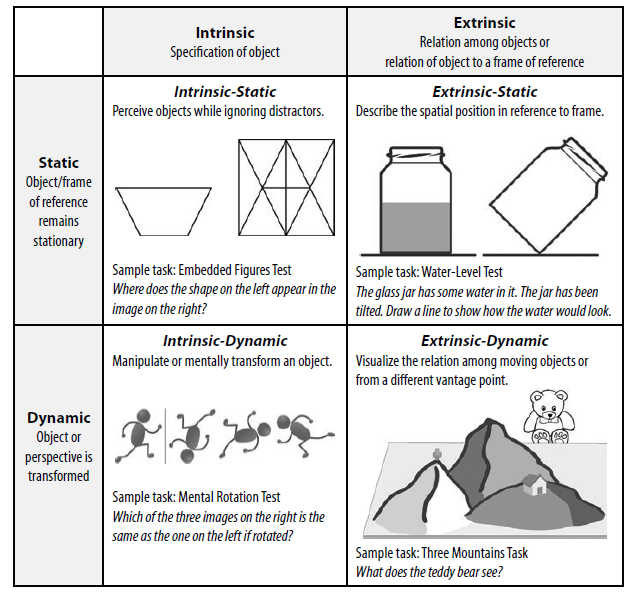 Intrinsic
Specification of object
Extrinsic
Relation among objects or
relation of object to a frame of reference
Static
Object/frame
of reference
remains
stationary
Intrinsic-Static
Perceive objects while ignoring distractors.
Sample task: Embedded Figures Test
Where does the shape on the left appear in the
image on the right?
Extrinsic-Static
Describe the spatial position in reference to frame.
Sample task: Water-Level Test
The glass jar has some water in it. The jar has been
tilted. Draw a line to show how the water would look.
Dynamic
Object or
perspective is
transformed
Intrinsic-Dynamic
Manipulate or mentally transform an object.
Sample task: Mental Rotation Test
Which of the three images on the right is the
same as the one on the left if rotated?
Extrinsic-Dynamic
Visualize the relation among moving objects or
from a different vantage point.
Sample task: Three Mountains Task
What does the teddy bear see?